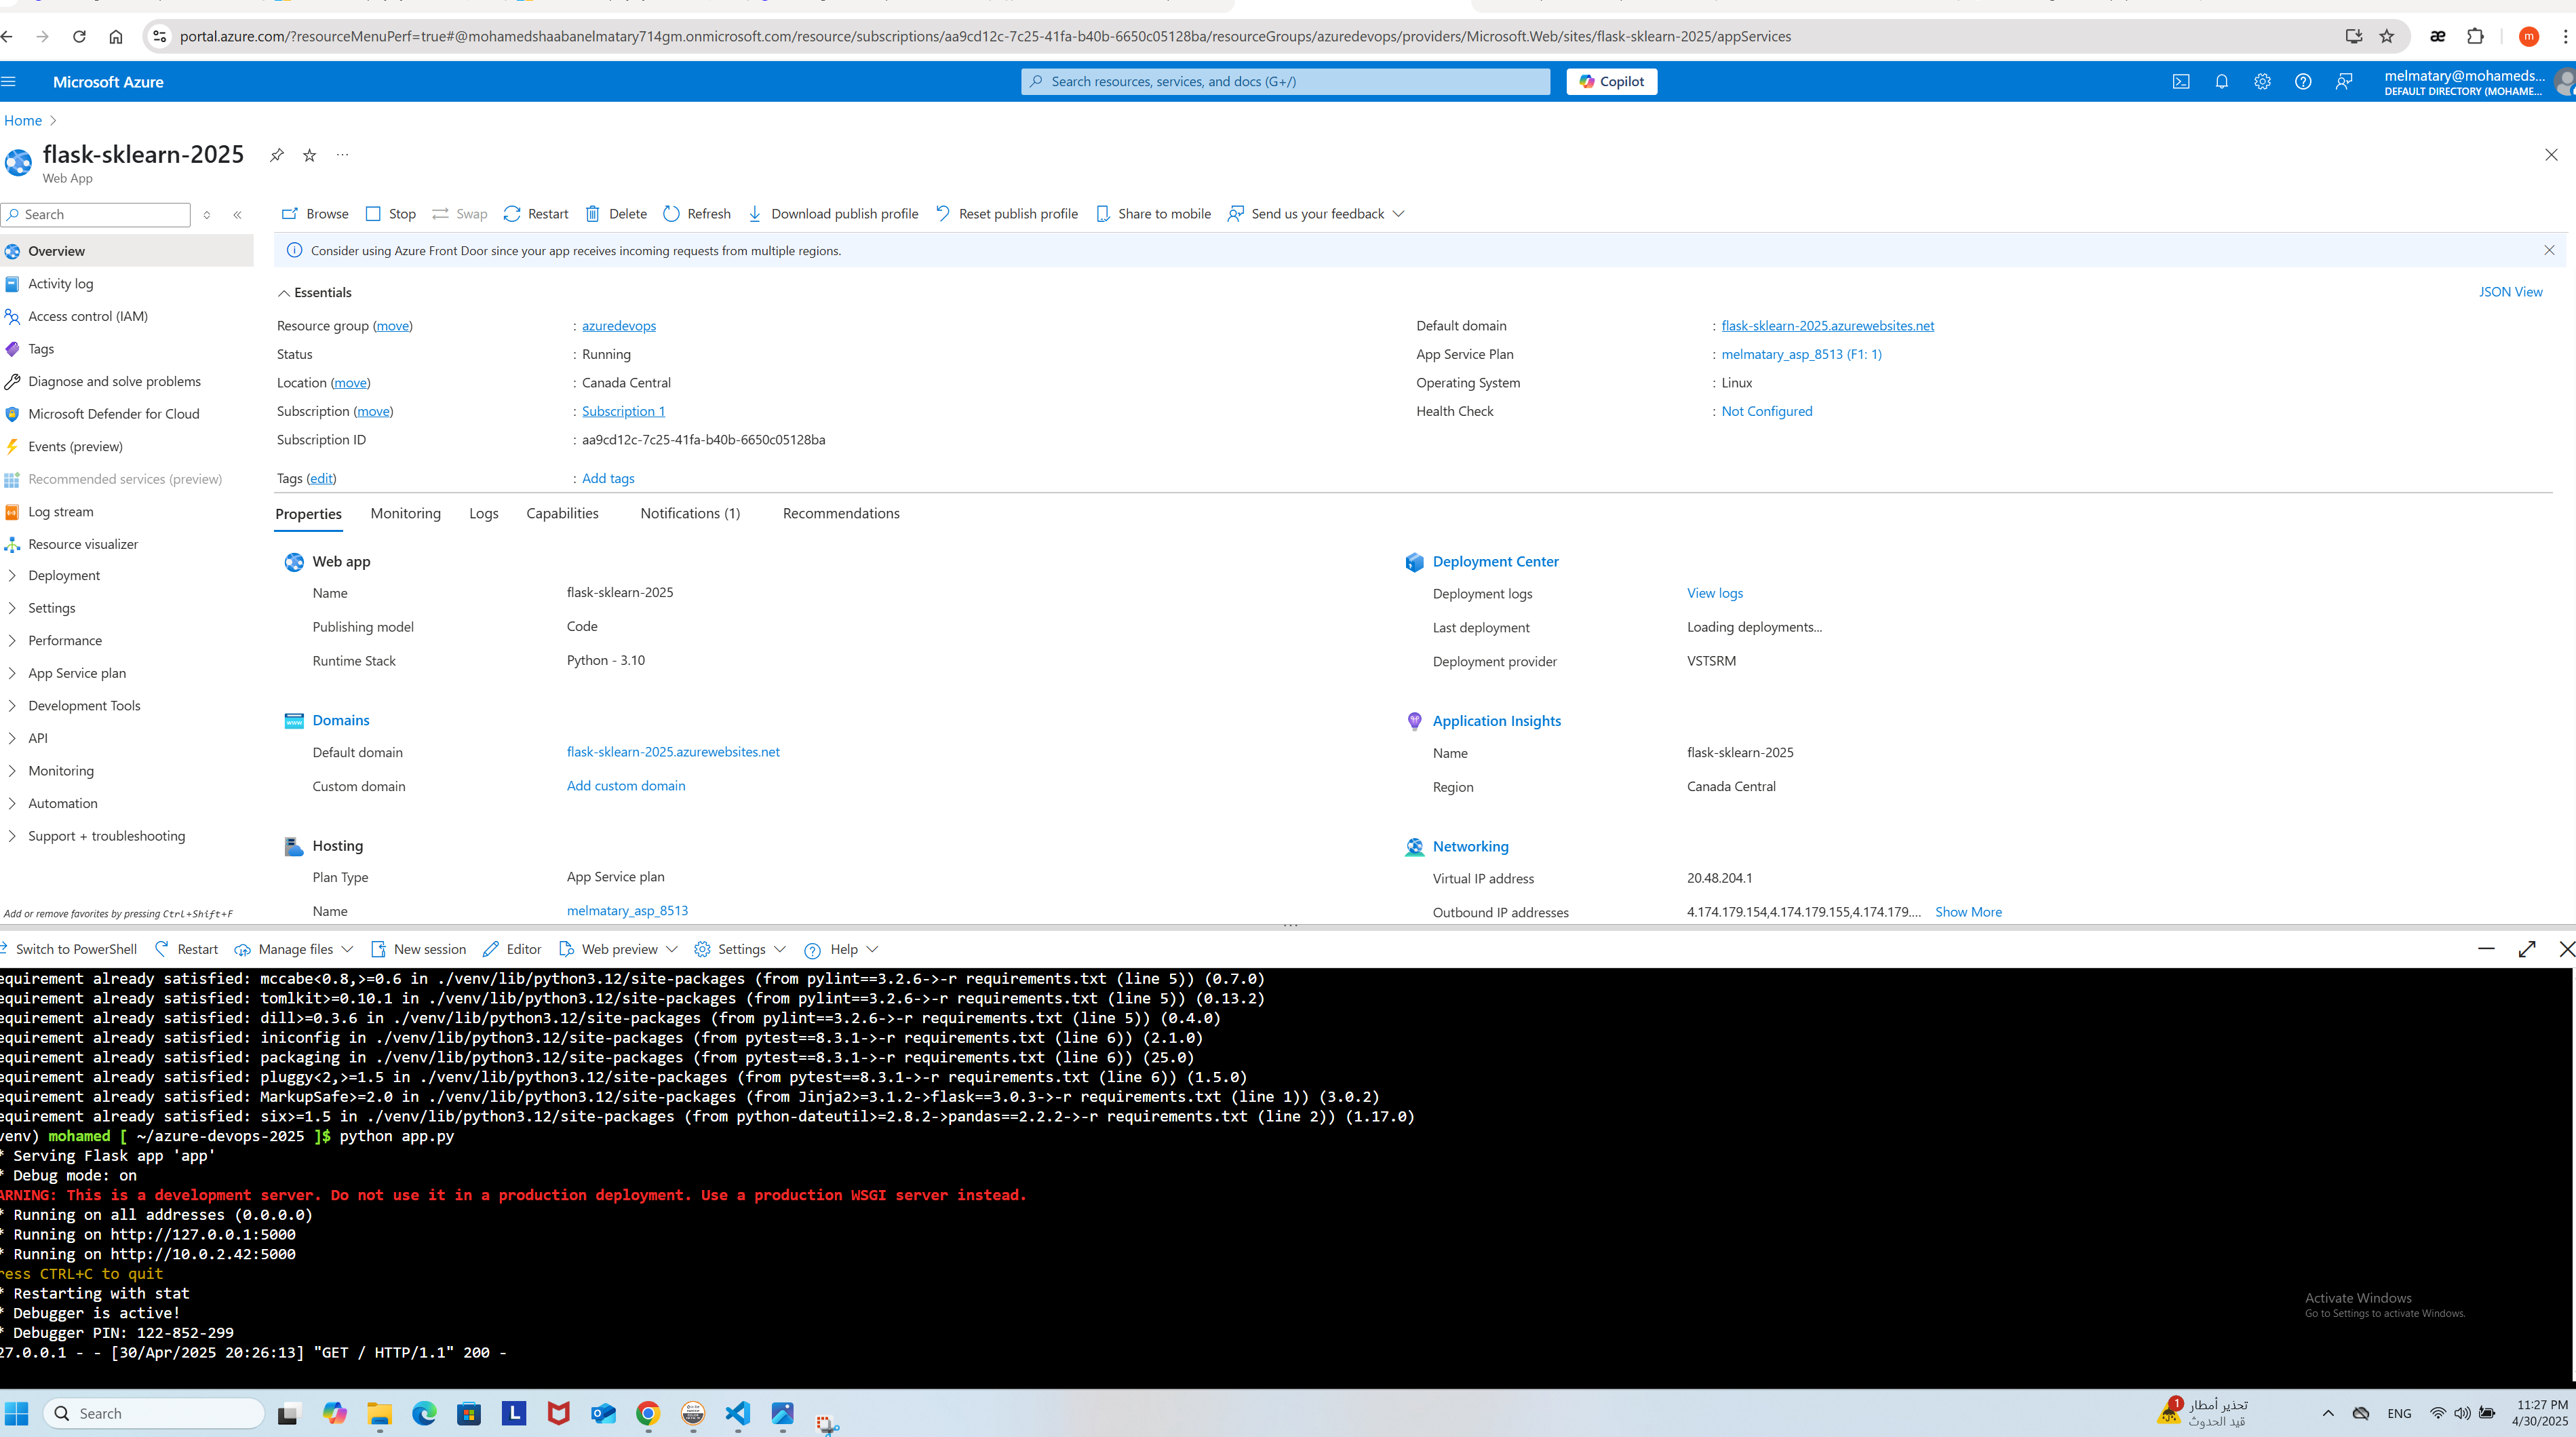 portal.azure.com/?resourceMenuPerf=true#@mohamedshaabanelmatary714gm.onmicrosoft.com/resource/subscriptions/aa9cd12c-7c25-41fa-b40b-6650c05128ba/resourceGroups/azuredevops/providers/Microsoft.Web/sites/flask-sklearn-2025/appServices
æ
m
Microsoft Azure
Search resources, services, and docs (G+/)
Copilot
melmatary@mohameds...
DEFAULT DIRECTORY (MOHAME...
Home
flask-sklearn-2025
Web App
Search
Browse
Stop
Swap
Restart
Delete
Refresh
Download publish profile
Reset publish profile
Share to mobile
Send us your feedback
Overview
Activity log
Access control (IAM)
Tags
Diagnose and solve problems
Microsoft Defender for Cloud
Events (preview)
Recommended services (preview)
Log stream
Resource visualizer
Deployment
Settings
Performance
App Service plan
Development Tools
API
Monitoring
Automation
Support + troubleshooting
Add or remove favorites by pressing Ctrl+Shift+F
Consider using Azure Front Door since your app receives incoming requests from multiple regions.
Essentials
JSON View
Resource group (move) : azuredevops
Status : Running
Location (move) : Canada Central
Subscription (move) : Subscription 1
Subscription ID : aa9cd12c-7c25-41fa-b40b-6650c05128ba
Tags (edit) : Add tags
Default domain : flask-sklearn-2025.azurewebsites.net
App Service Plan : melmatary_asp_8513 (F1: 1)
Operating System : Linux
Health Check : Not Configured
Properties
Monitoring
Logs
Capabilities
Notifications (1)
Recommendations
Web app
Name flask-sklearn-2025
Publishing model Code
Runtime Stack Python - 3.10
Domains
Default domain flask-sklearn-2025.azurewebsites.net
Custom domain Add custom domain
Hosting
Plan Type App Service plan
Name melmatary_asp_8513
Deployment Center
Deployment logs View logs
Last deployment Loading deployments...
Deployment provider VSTSRM
Application Insights
Name flask-sklearn-2025
Region Canada Central
Networking
Virtual IP address 20.48.204.1
Outbound IP addresses 4.174.179.154,4.174.179.155,4.174.179.... Show More
Switch to PowerShell
Restart
Manage files
New session
Editor
Web preview
Settings
Help
equirement already satisfied: mccabe<0.8,>=0.6 in ./venv/lib/python3.12/site-packages (from pylint==3.2.6->-r requirements.txt (line 5)) (0.7.0)
equirement already satisfied: tomlkit>=0.10.1 in ./venv/lib/python3.12/site-packages (from pylint==3.2.6->-r requirements.txt (line 5)) (0.13.2)
equirement already satisfied: dill>=0.3.6 in ./venv/lib/python3.12/site-packages (from pylint==3.2.6->-r requirements.txt (line 5)) (0.4.0)
equirement already satisfied: iniconfig in ./venv/lib/python3.12/site-packages (from pytest==8.3.1->-r requirements.txt (line 6)) (2.1.0)
equirement already satisfied: packaging in ./venv/lib/python3.12/site-packages (from pytest==8.3.1->-r requirements.txt (line 6)) (25.0)
equirement already satisfied: pluggy<2,>=1.5 in ./venv/lib/python3.12/site-packages (from pytest==8.3.1->-r requirements.txt (line 6)) (1.5.0)
equirement already satisfied: MarkupSafe>=2.0 in ./venv/lib/python3.12/site-packages (from Jinja2>=3.1.2->flask==3.0.3->-r requirements.txt (line 1)) (3.0.2)
equirement already satisfied: six>=1.5 in ./venv/lib/python3.12/site-packages (from python-dateutil>=2.8.2->pandas==2.2.2->-r requirements.txt (line 2)) (1.17.0)
venv) mohamed [ ~/azure-devops-2025 ]$ python app.py
* Serving Flask app 'app'
* Debug mode: on
ARNING: This is a development server. Do not use it in a production deployment. Use a production WSGI server instead.
* Running on all addresses (0.0.0.0)
* Running on http://127.0.0.1:5000
* Running on http://10.0.2.42:5000
ress CTRL+C to quit
* Restarting with stat
* Debugger is active!
* Debugger PIN: 122-852-299
27.0.0.1 - - [30/Apr/2025 20:26:13] "GET / HTTP/1.1" 200 -
Activate Windows
Go to Settings to activate Windows.
Search
L
1
تحذير أمطار
قيد الحدوث
ENG
11:27 PM
4/30/2025